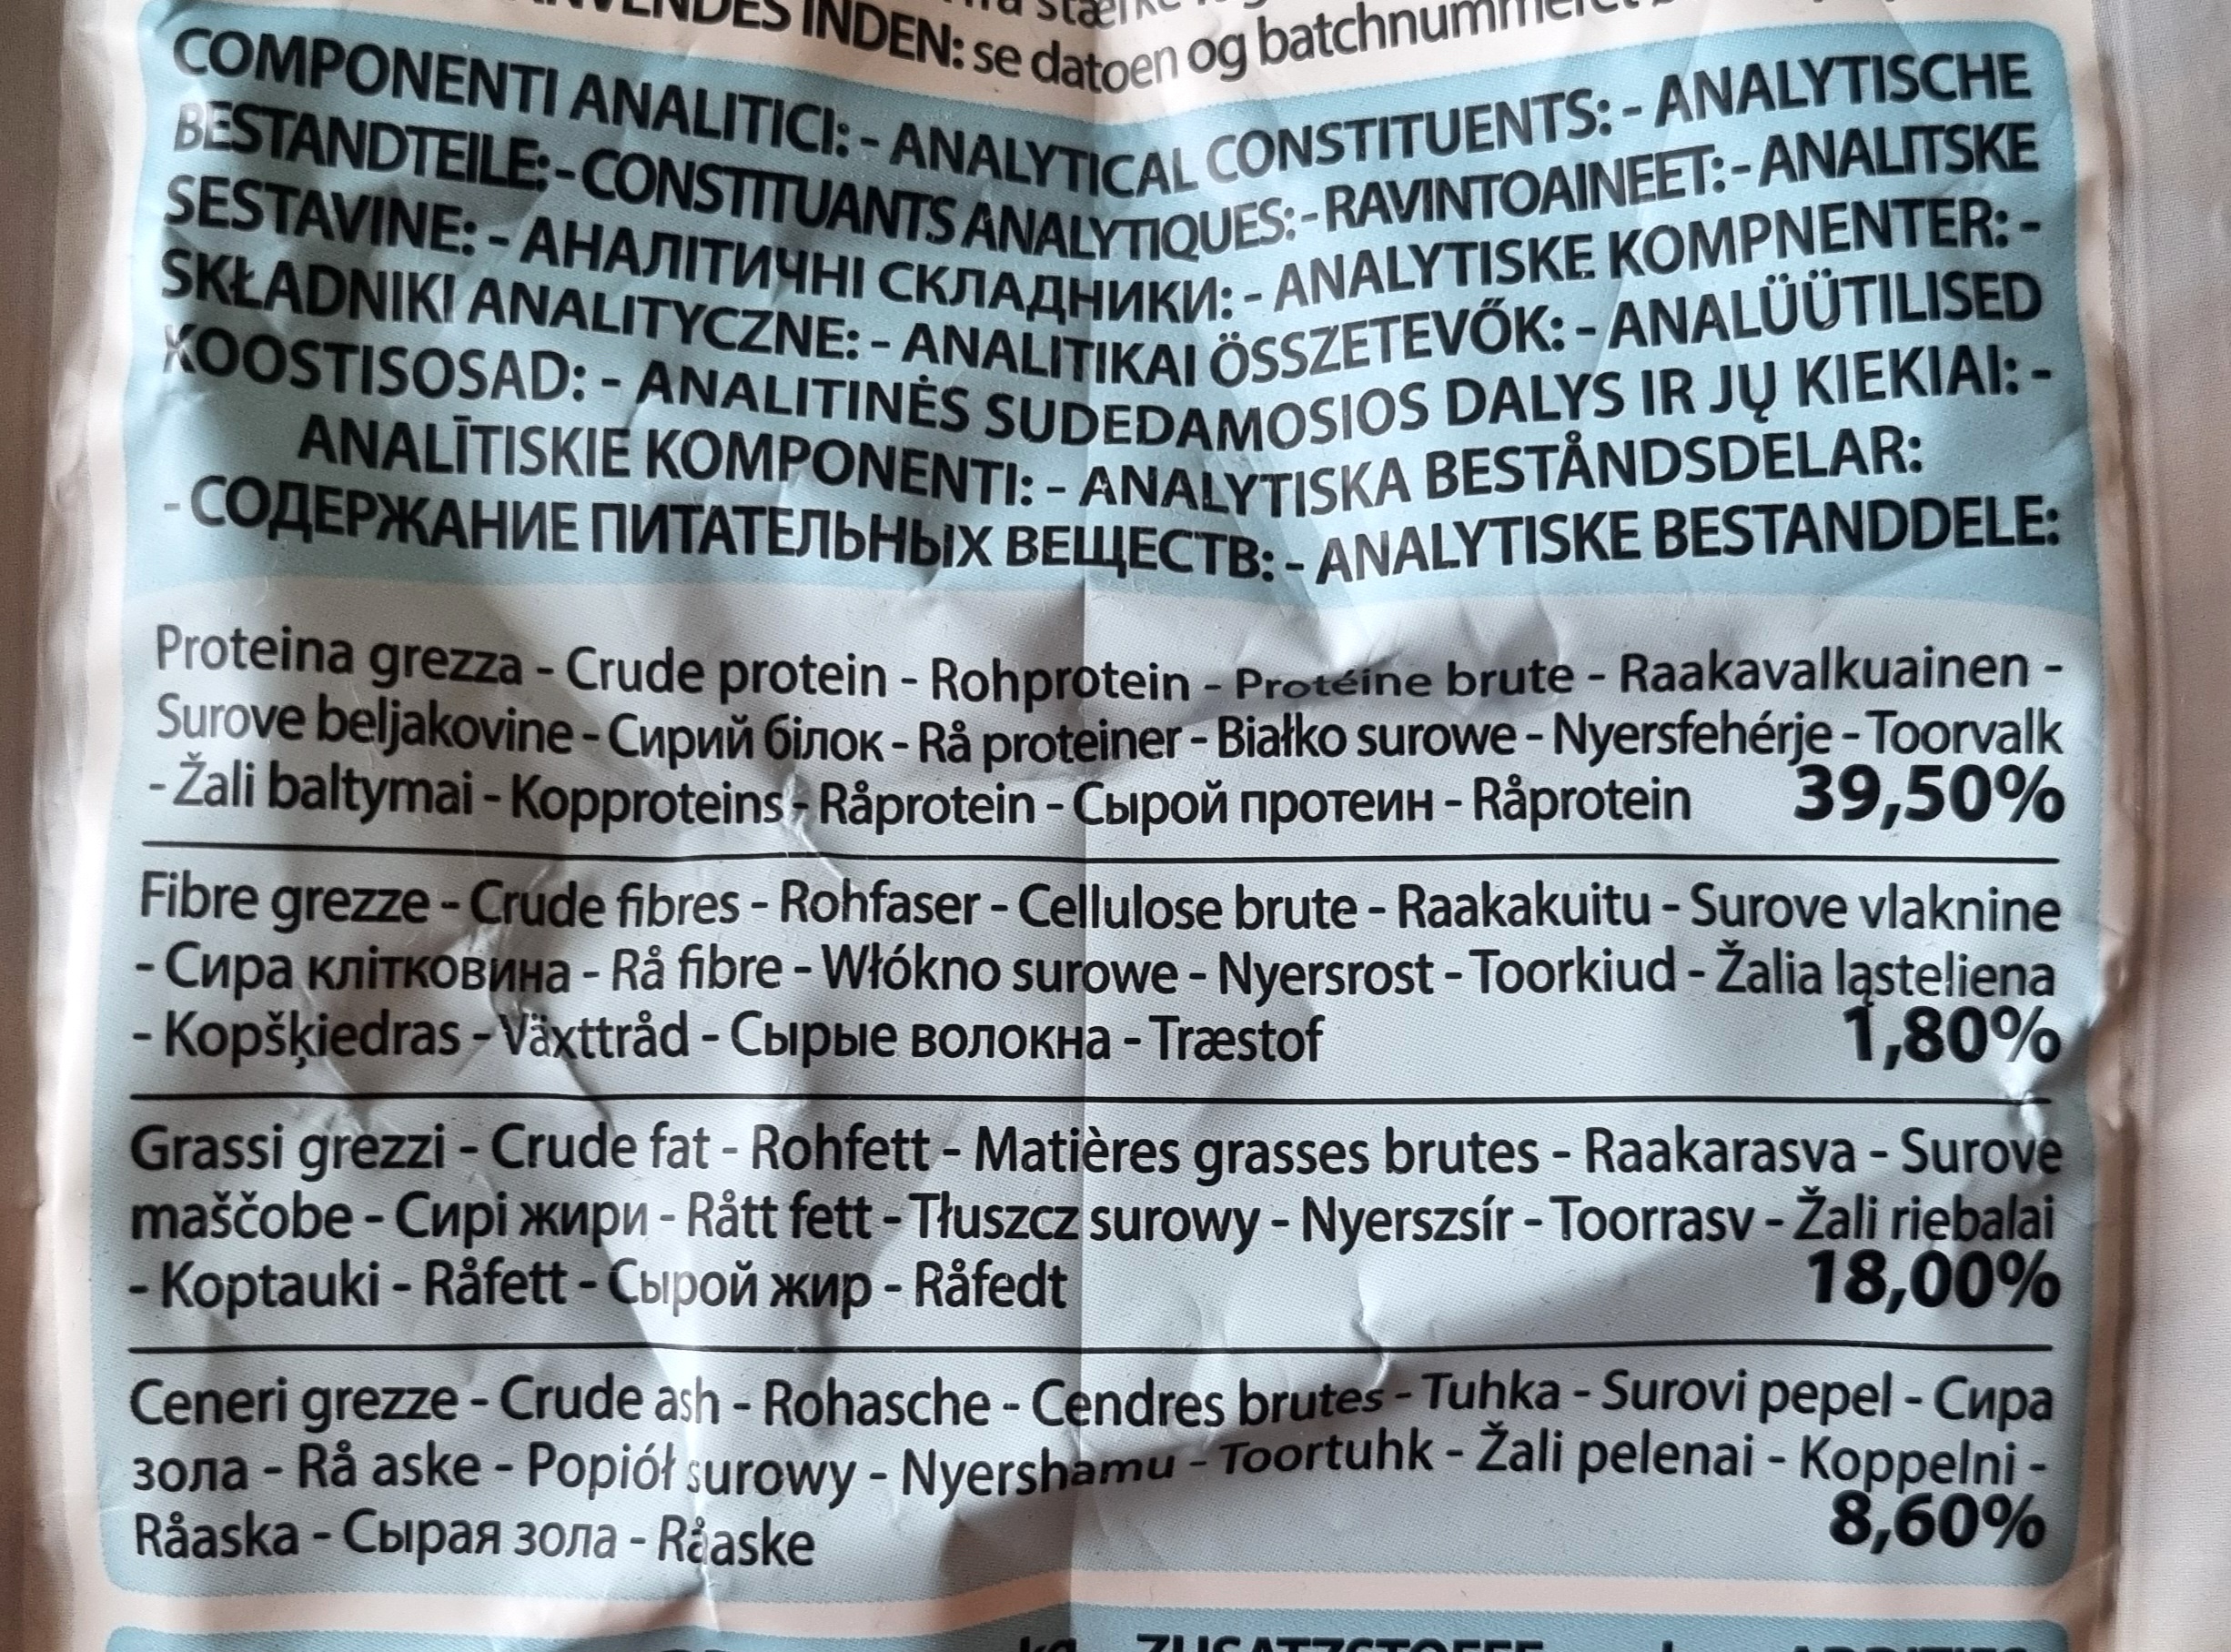 INDEN: se datoen og batchnummeret
COMPONENTI ANALITICI: - ANALYTICAL CONSTITUENTS: - ANALYTISCHE
BESTANDTEILE: - CONSTITUANTS ANALYTIQUES: - RAVINTOAINEET: - ANALITSKE
SESTAVINE: - АНАЛІТИЧНІ СКЛАДНИКИ: - ANALYTISKE KOMPNENTER: -
SKŁADNIKI ANALITYCZNE: - ANALITIKAI ÖSSZETEVŐK: - ANALÜÜTILISED
KOOSTISOSAD: - ANALITINĖS SUDEDAMOSIOS DALYS IR JŲ KIEKIAI: -
ANALĪTISKIE KOMPONENTI: - ANALYTISKA BESTÅNDSDELAR:
- СОДЕРЖАНИЕ ПИТАТЕЛЬНЫХ ВЕЩЕСТВ: - ANALYTISKE BESTANDDELE:
Proteina grezza - Crude protein - Rohprotein - Protéine brute - Raakavalkuainen -
Surove beljakovine - Сирий білок - Rå proteiner - Białko surowe - Nyersfehérje - Toorvalk
- Žali baltymai - Kopproteins - Råprotein - Сырой протеин - Råprotein 39,50%
Fibre grezze - Crude fibres - Rohfaser - Cellulose brute - Raakakuitu - Surove vlaknine
- Сира клітковина - Rå fibre - Włókno surowe - Nyersrost - Toorkiud - Žalia ląsteliena
- Kopšķiedras - Växttråd - Сырые волокна - Træstof 1,80%
Grassi grezzi - Crude fat - Rohfett - Matières grasses brutes - Raakarasva - Surove
maščobe - Сирі жири - Rått fett - Tłuszcz surowy - Nyerszsír - Toorrasv - Žali riebalai
- Koptauki - Råfett - Сырой жир - Råfedt 18,00%
Ceneri grezze - Crude ash - Rohasche - Cendres brutes - Tuhka - Surovi pepel - Сира
зола - Rå aske - Popiół surowy - Nyershamu - Toortuhk - Žali pelenai - Koppelni -
Råaska - Сырая зола - Råaske 8,60%